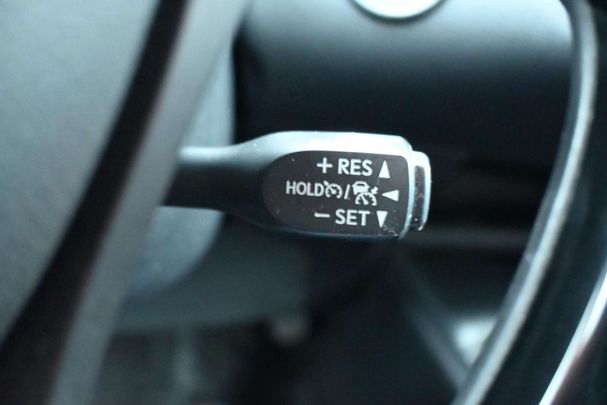 + RES
HOLD /
− SET